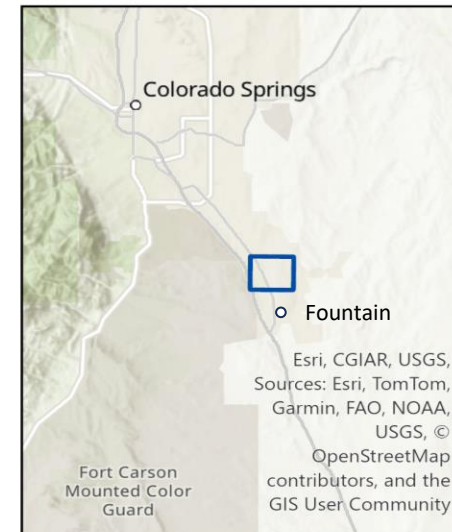 Colorado Springs
Fountain
Esri, CGIAR, USGS,
Sources: Esri, TomTom,
Garmin, FAO, NOAA,
USGS, ©
OpenStreetMap
contributors, and the
GIS User Community
Fort Carson
Mounted Color
Guard